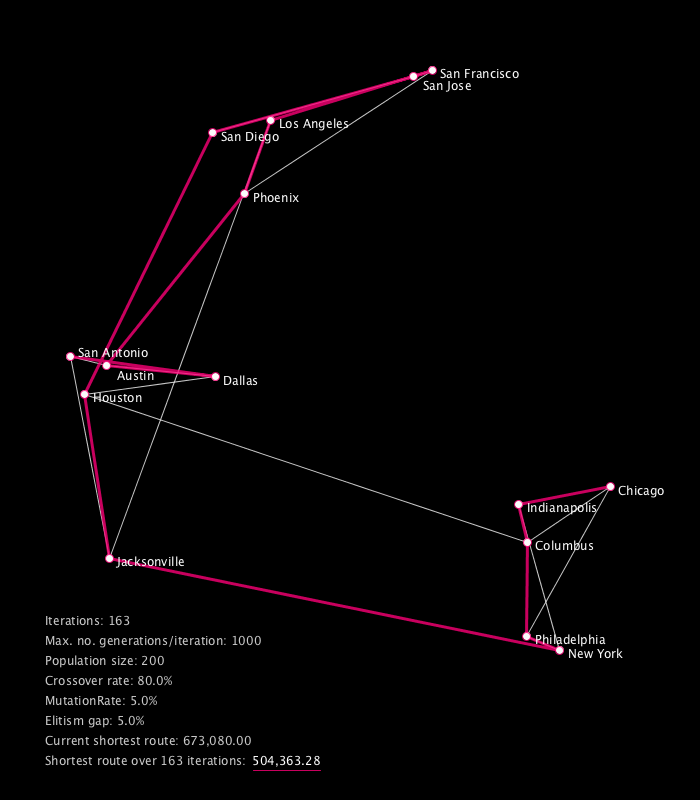 San Francisco
San Jose
Los Angeles
San Diego
Phoenix
San Antonio
Austin
Dallas
Houston
Chicago
Indianapolis
Columbus
Jacksonville
Philadelphia
New York
Iterations: 163
Max. no. generations/iteration: 1000
Population size: 200
Crossover rate: 80.0%
MutationRate: 5.0%
Elitism gap: 5.0%
Current shortest route: 673,080.00
Shortest route over 163 iterations: 504,363.28